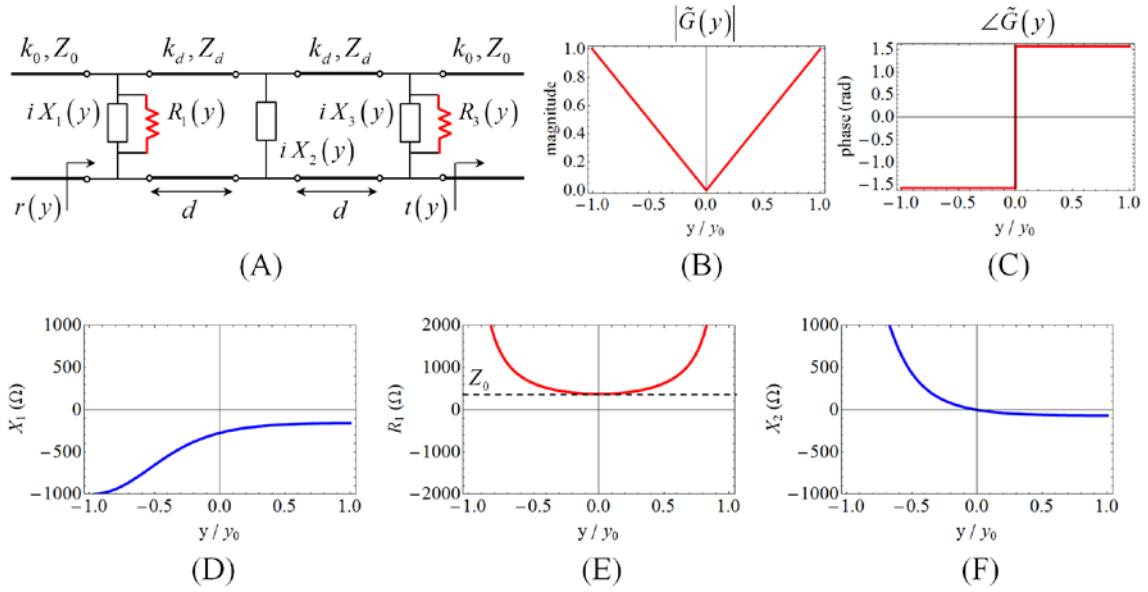 k₀, Z₀ k_d, Z_d k_d, Z_d k₀, Z₀
i X₁(y) R₁(y) i X₃(y) R₃(y)
i X₂(y)
r(y) d d t(y)
(A)
|G̃(y)|
magnitude
1.0
0.8
0.6
0.4
0.2
0.0
−1.0 −0.5 0.0 0.5 1.0
y / y₀
(B)
∠G̃(y)
phase (rad)
1.5
1.0
0.5
0.0
−0.5
−1.0
−1.5
−1.0 −0.5 0.0 0.5 1.0
y / y₀
(C)
X₁ (Ω)
1000
500
0
−500
−1000
−1.0 −0.5 0.0 0.5 1.0
y / y₀
(D)
R₁ (Ω)
2000
1000
Z₀
0
−1000
−2000
−1.0 −0.5 0.0 0.5 1.0
y / y₀
(E)
X₂ (Ω)
1000
500
0
−500
−1000
−1.0 −0.5 0.0 0.5 1.0
y / y₀
(F)